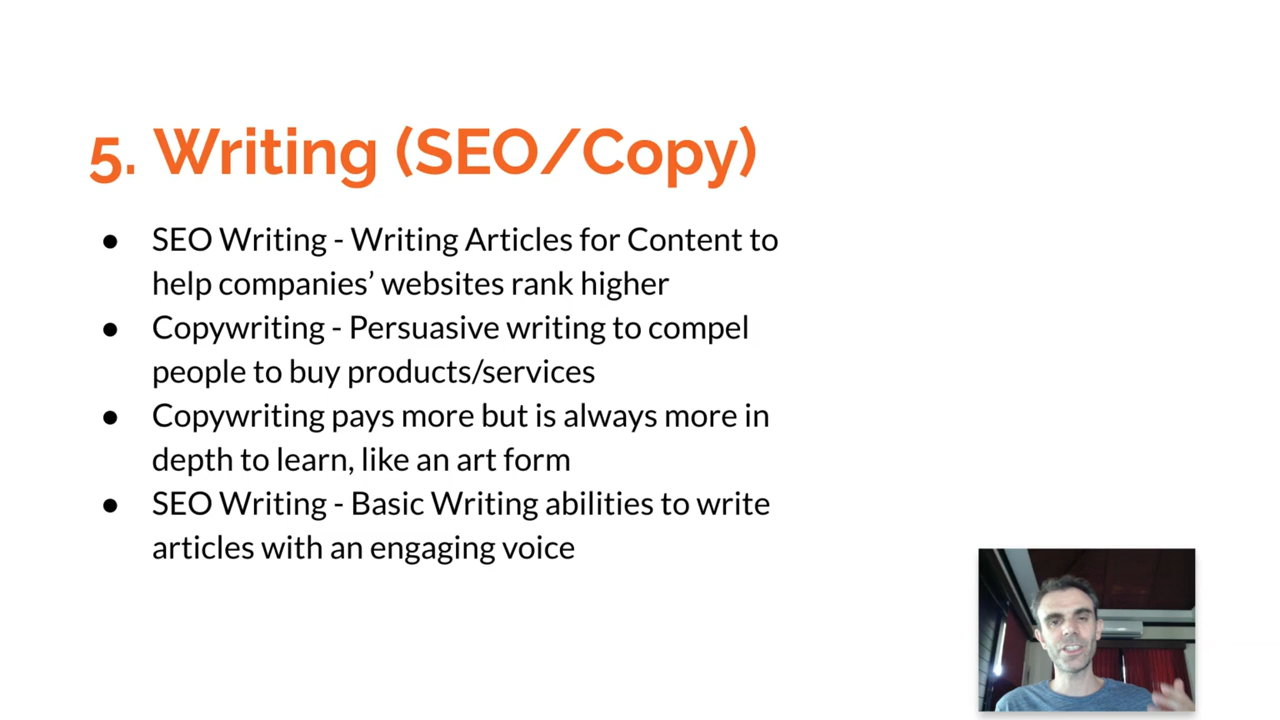 5. Writing (SEO/Copy)
● SEO Writing - Writing Articles for Content to
help companies’ websites rank higher
● Copywriting - Persuasive writing to compel
people to buy products/services
● Copywriting pays more but is always more in
depth to learn, like an art form
● SEO Writing - Basic Writing abilities to write
articles with an engaging voice